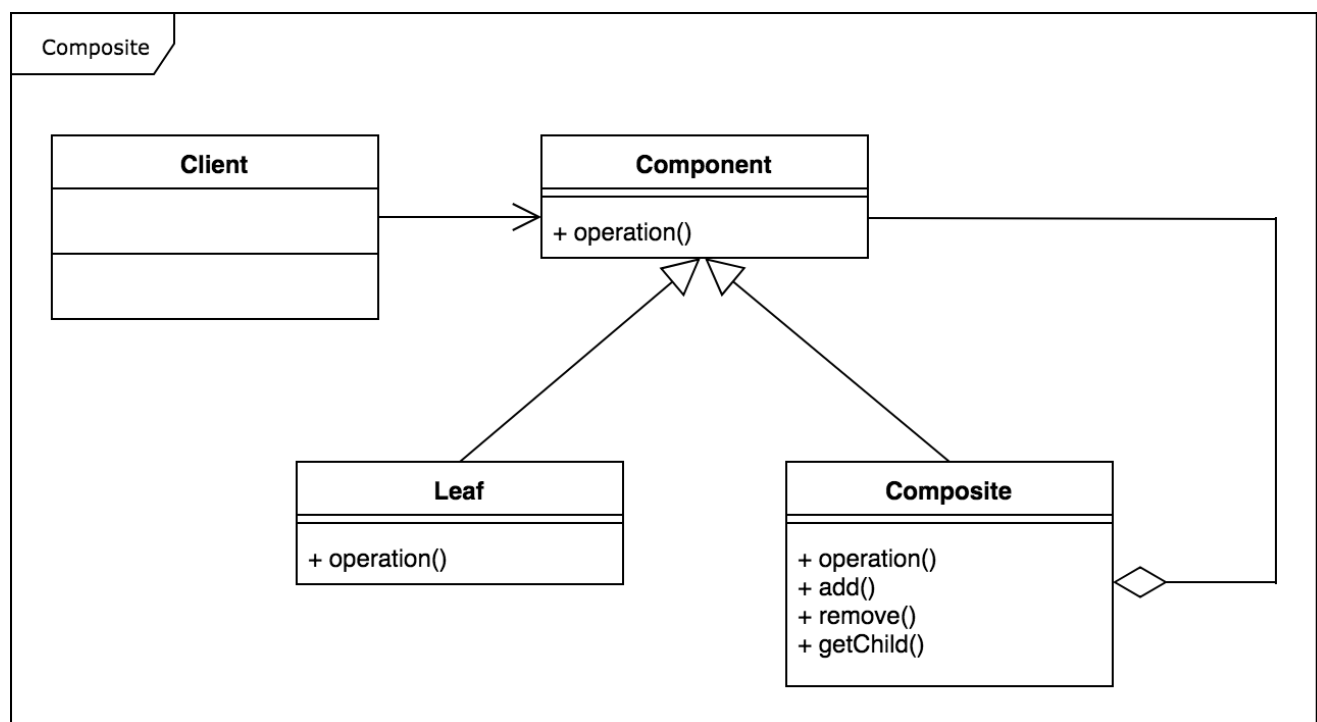 Composite
Client
Component
+ operation()
Leaf
+ operation()
Composite
+ operation()
+ add()
+ remove()
+ getChild()